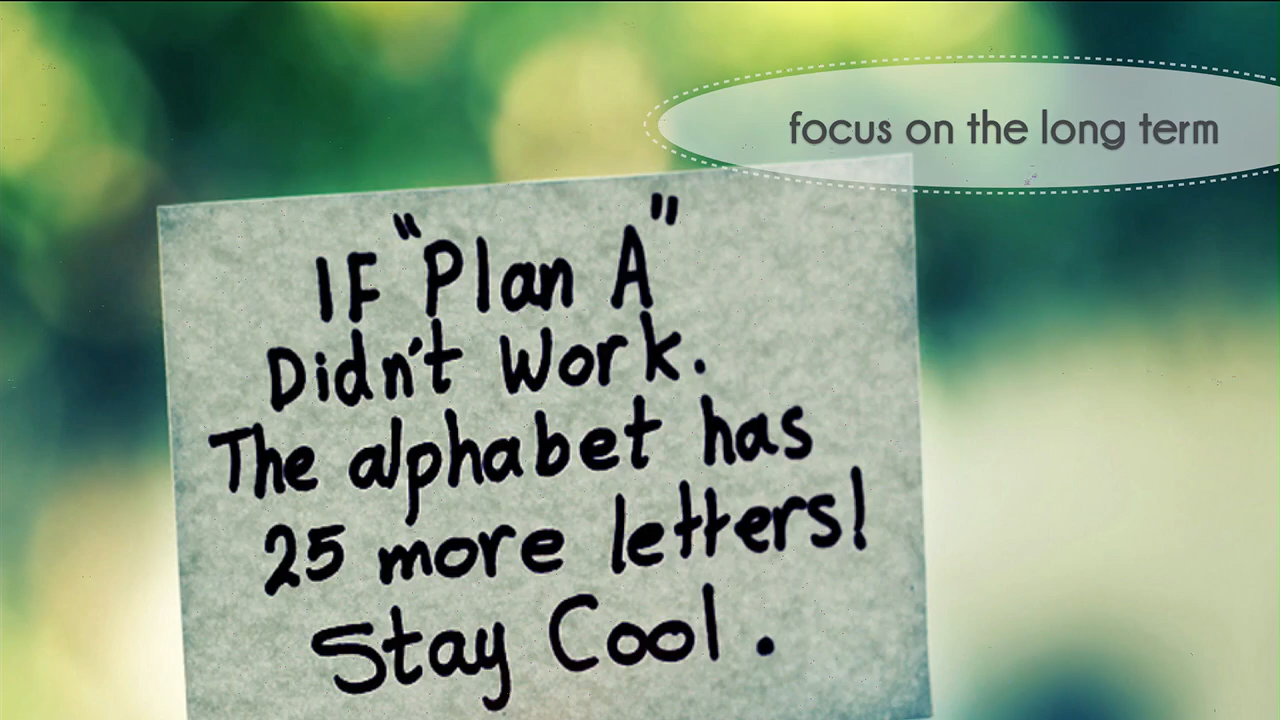 focus on the long term
IF "Plan A"
Didn't Work.
The alphabet has
25 more letters!
Stay Cool.